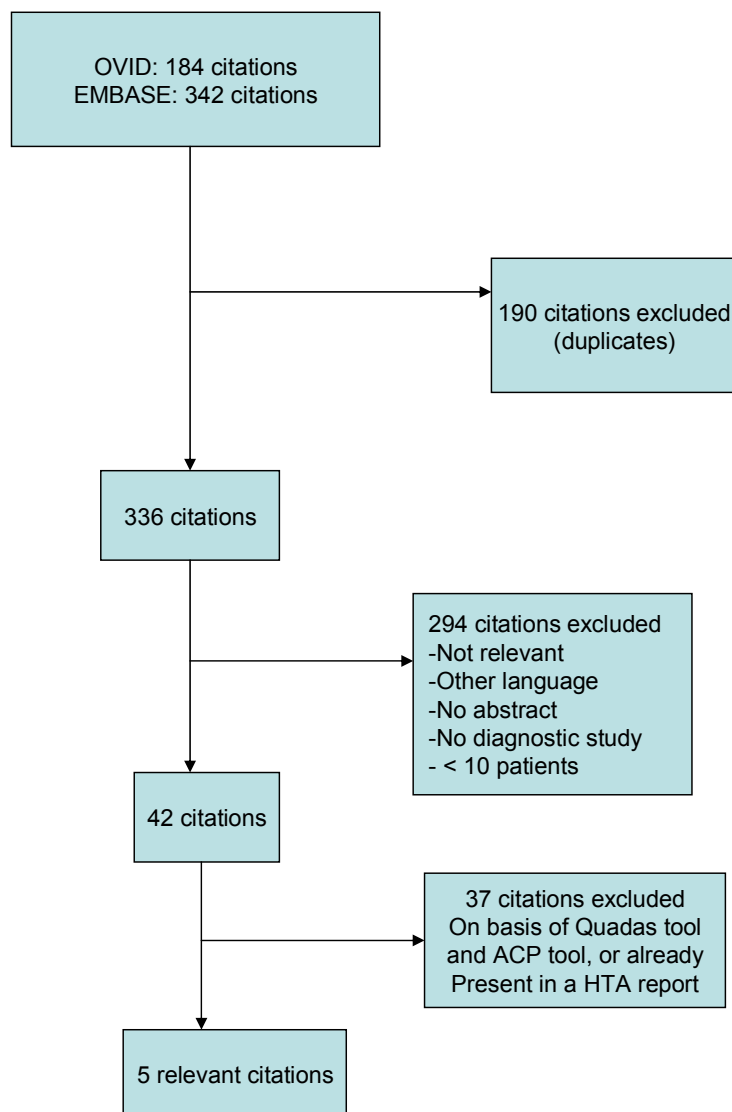 OVID: 184 citations
EMBASE: 342 citations
190 citations excluded
(duplicates)
336 citations
294 citations excluded
-Not relevant
-Other language
-No abstract
-No diagnostic study
- < 10 patients
42 citations
37 citations excluded
On basis of Quadas tool
and ACP tool, or already
Present in a HTA report
5 relevant citations